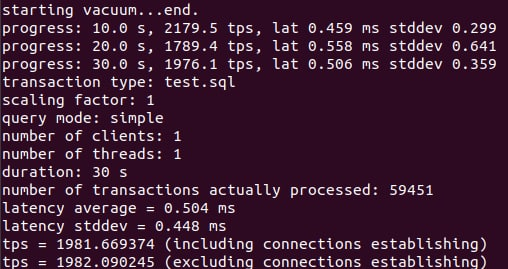 starting vacuum...end.
progress: 10.0 s, 2179.5 tps, lat 0.459 ms stddev 0.299
progress: 20.0 s, 1789.4 tps, lat 0.558 ms stddev 0.641
progress: 30.0 s, 1976.1 tps, lat 0.506 ms stddev 0.359
transaction type: test.sql
scaling factor: 1
query mode: simple
number of clients: 1
number of threads: 1
duration: 30 s
number of transactions actually processed: 59451
latency average = 0.504 ms
latency stddev = 0.448 ms
tps = 1981.669374 (including connections establishing)
tps = 1982.090245 (excluding connections establishing)